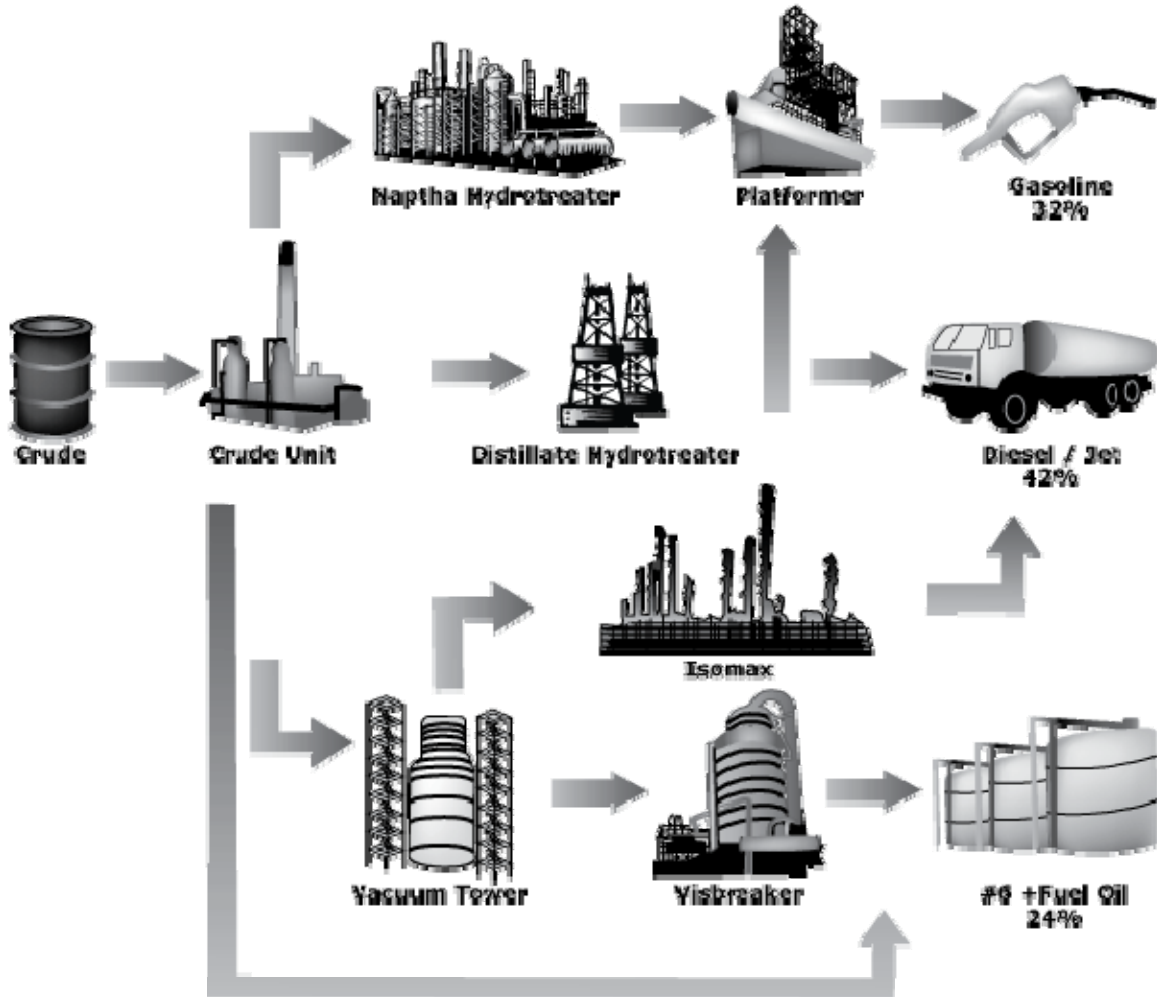 Naptha Hydrotreater
Platformer
Gasoline
32%
Crude
Crude Unit
Distillate Hydrotreater
Diesel / Jet
42%
Isomax
Vacuum Tower
Visbreaker
#6 +Fuel Oil
24%